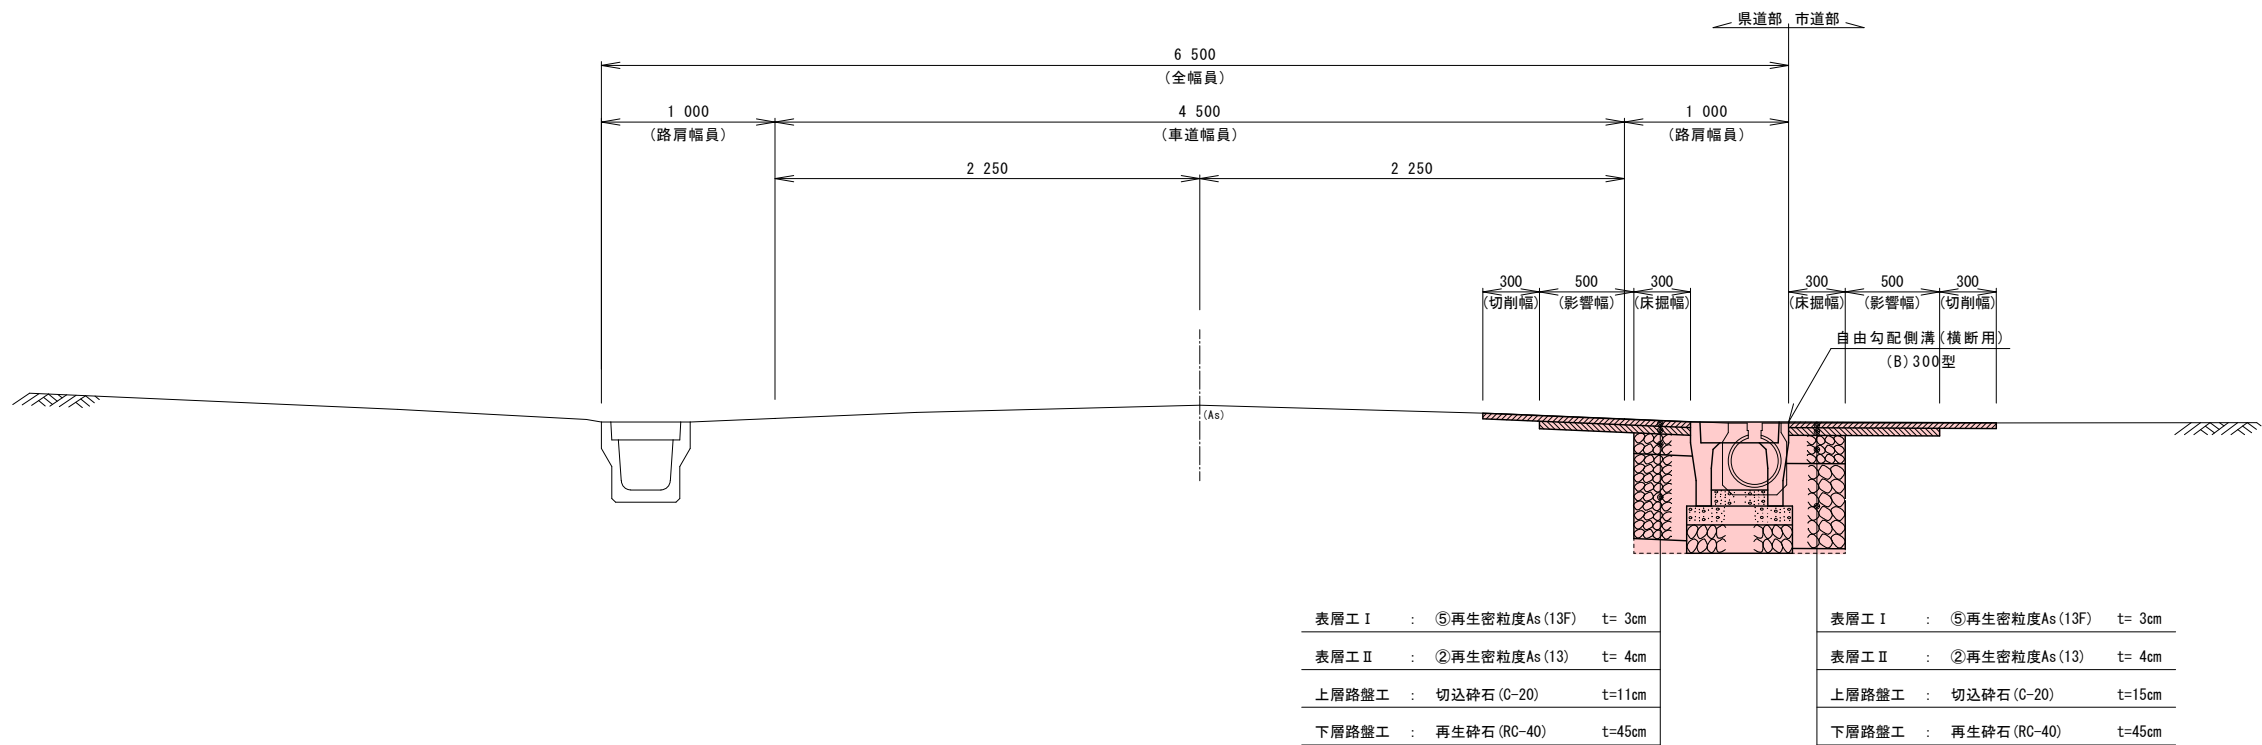 県道部 市道部
6 500
(全幅員)
1 000
4 500
1 000
(路肩幅員)
(車道幅員)
(路肩幅員)
2 250
2 250
300
500
300
300
500
300
(切削幅)
(影響幅)
(床掘幅)
(床掘幅)
(影響幅)
(切削幅)
自由勾配側溝(横断用)
(B)300型
(As)
表層工Ⅰ : ⑤再生密粒度As(13F) t= 3㎝
表層工Ⅱ : ②再生密粒度As(13) t= 4㎝
上層路盤工 : 切込砕石(C-20) t=11㎝
下層路盤工 : 再生砕石(RC-40) t=45㎝
表層工Ⅰ : ⑤再生密粒度As(13F) t= 3㎝
表層工Ⅱ : ②再生密粒度As(13) t= 4㎝
上層路盤工 : 切込砕石(C-20) t=15㎝
下層路盤工 : 再生砕石(RC-40) t=45㎝